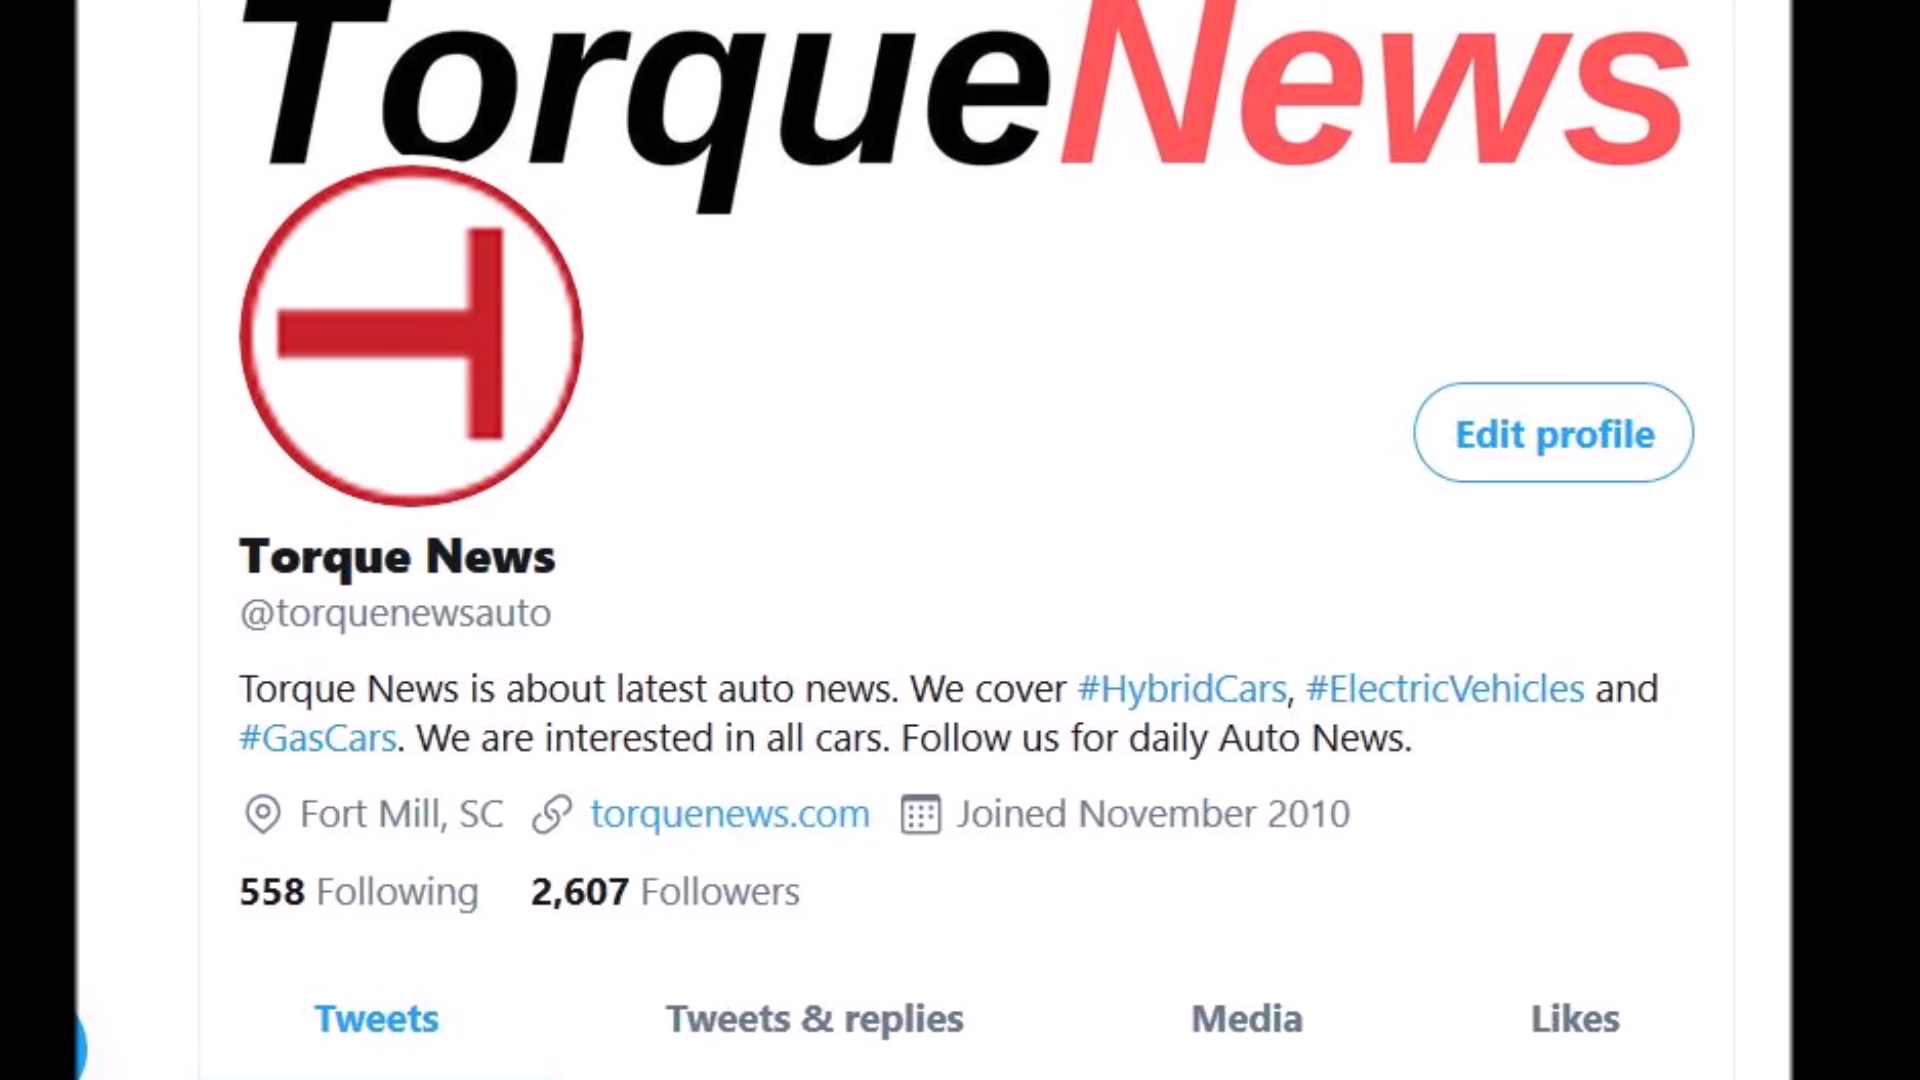 TorqueNews
T
Edit profile
Torque News
@torquenewsauto
Torque News is about latest auto news. We cover #HybridCars, #ElectricVehicles and
#GasCars. We are interested in all cars. Follow us for daily Auto News.
Fort Mill, SC torquenews.com Joined November 2010
558 Following 2,607 Followers
Tweets Tweets & replies Media Likes